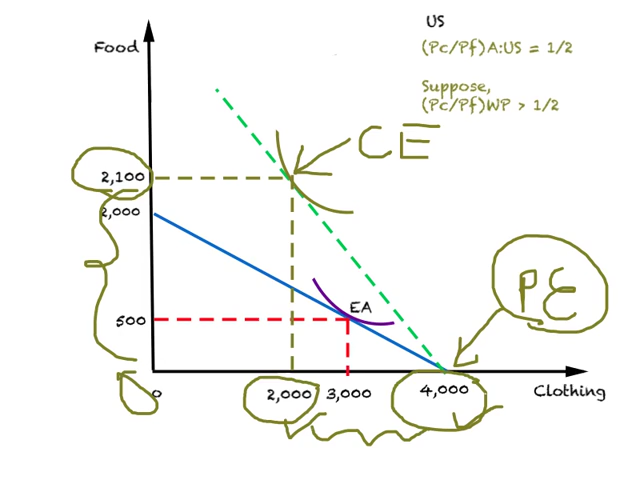 US
Food
(Pc/Pf)A:US = 1/2
Suppose,
(Pc/Pf)WP > 1/2
CE
2,100
2,000
PE
EA
500
0
2,000
3,000
4,000
Clothing